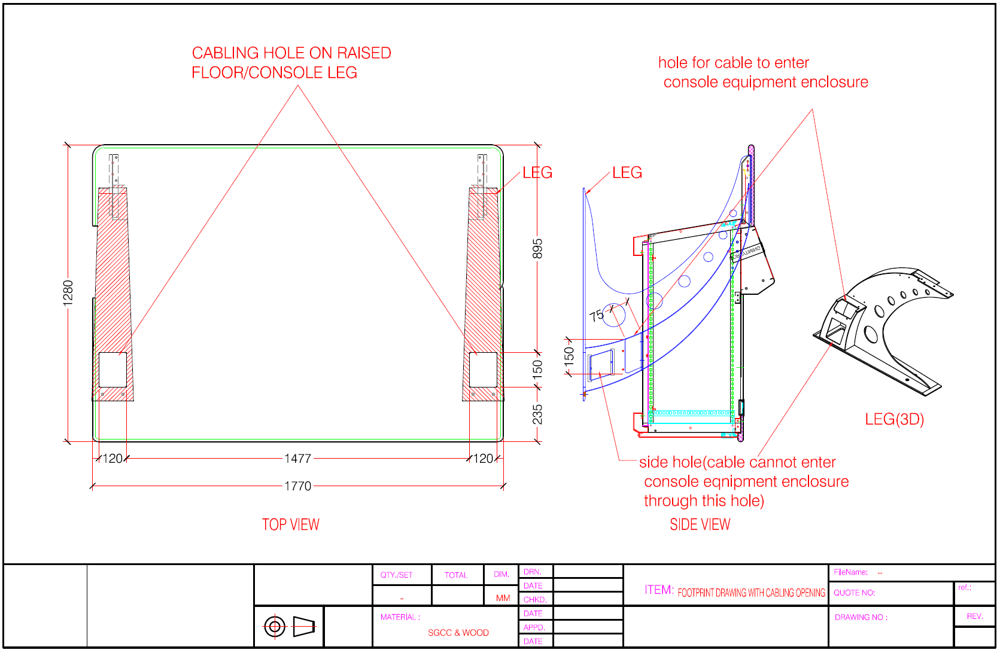 CABLING HOLE ON RAISED
FLOOR/CONSOLE LEG
hole for cable to enter
console equipment enclosure
LEG
LEG
1280
895
150
235
75
150
120
1477
120
1770
LEG(3D)
side hole(cable cannot enter
console eqnipment enclosure
through this hole)
TOP VIEW
SIDE VIEW
QTY./SET
TOTAL
DIM.
-
MM
MATERIAL :
SGCC & WOOD
DRN.
DATE
CHKD.
DATE
APPD.
DATE
ITEM: FOOTPRINT DRAWING WITH CABLING OPENING
FileName: --
QUOTE NO:
ref.:
DRAWING NO :
REV.